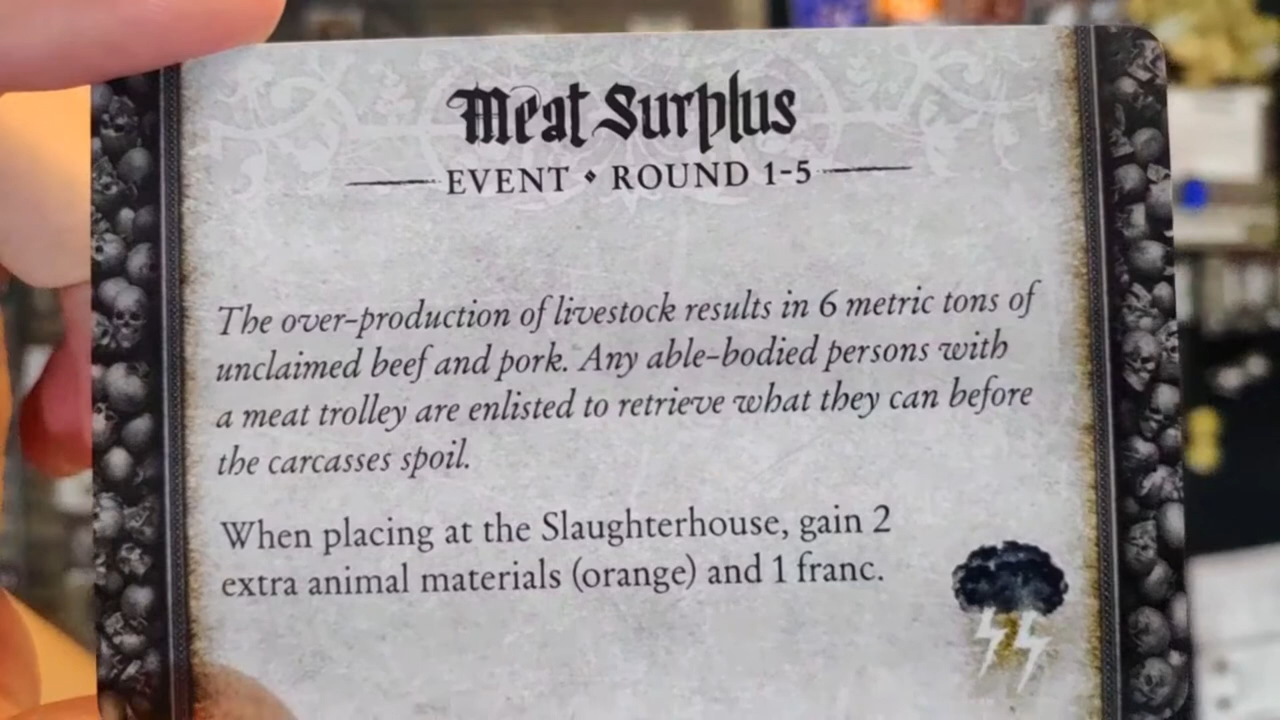 Meat Surplus
EVENT • ROUND 1-5
The over-production of livestock results in 6 metric tons of
unclaimed beef and pork. Any able-bodied persons with
a meat trolley are enlisted to retrieve what they can before
the carcasses spoil.
When placing at the Slaughterhouse, gain 2
extra animal materials (orange) and 1 franc.